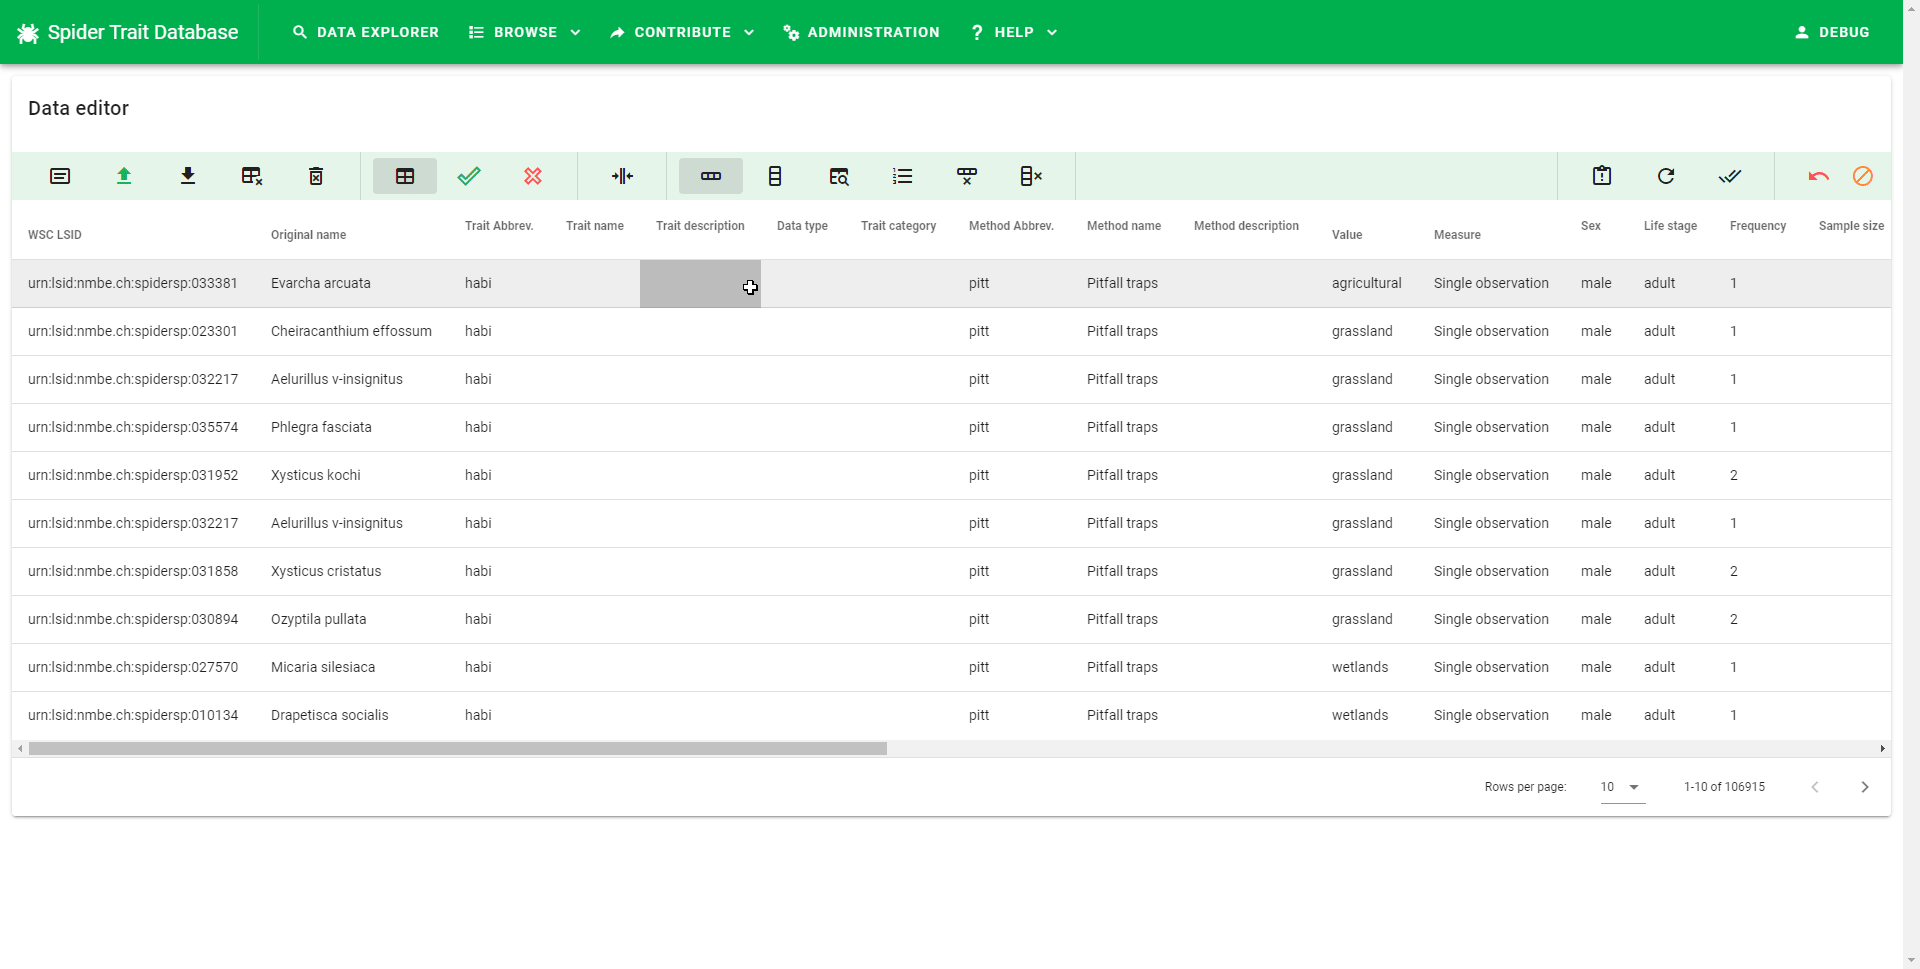 Spider Trait Database DATA EXPLORER BROWSE CONTRIBUTE ADMINISTRATION ? HELP DEBUG
Data editor
WSC LSID Original name Trait Abbrev. Trait name Trait description Data type Trait category Method Abbrev. Method name Method description Value Measure Sex Life stage Frequency Sample size
urn:lsid:nmbe.ch:spidersp:033381 Evarcha arcuata habi pitt Pitfall traps agricultural Single observation male adult 1
urn:lsid:nmbe.ch:spidersp:023301 Cheiracanthium effossum habi pitt Pitfall traps grassland Single observation male adult 1
urn:lsid:nmbe.ch:spidersp:032217 Aelurillus v-insignitus habi pitt Pitfall traps grassland Single observation male adult 1
urn:lsid:nmbe.ch:spidersp:035574 Phlegra fasciata habi pitt Pitfall traps grassland Single observation male adult 1
urn:lsid:nmbe.ch:spidersp:031952 Xysticus kochi habi pitt Pitfall traps grassland Single observation male adult 2
urn:lsid:nmbe.ch:spidersp:032217 Aelurillus v-insignitus habi pitt Pitfall traps grassland Single observation male adult 1
urn:lsid:nmbe.ch:spidersp:031858 Xysticus cristatus habi pitt Pitfall traps grassland Single observation male adult 2
urn:lsid:nmbe.ch:spidersp:030894 Ozyptila pullata habi pitt Pitfall traps grassland Single observation male adult 2
urn:lsid:nmbe.ch:spidersp:027570 Micaria silesiaca habi pitt Pitfall traps wetlands Single observation male adult 1
urn:lsid:nmbe.ch:spidersp:010134 Drapetisca socialis habi pitt Pitfall traps wetlands Single observation male adult 1
Rows per page: 10 1-10 of 106915